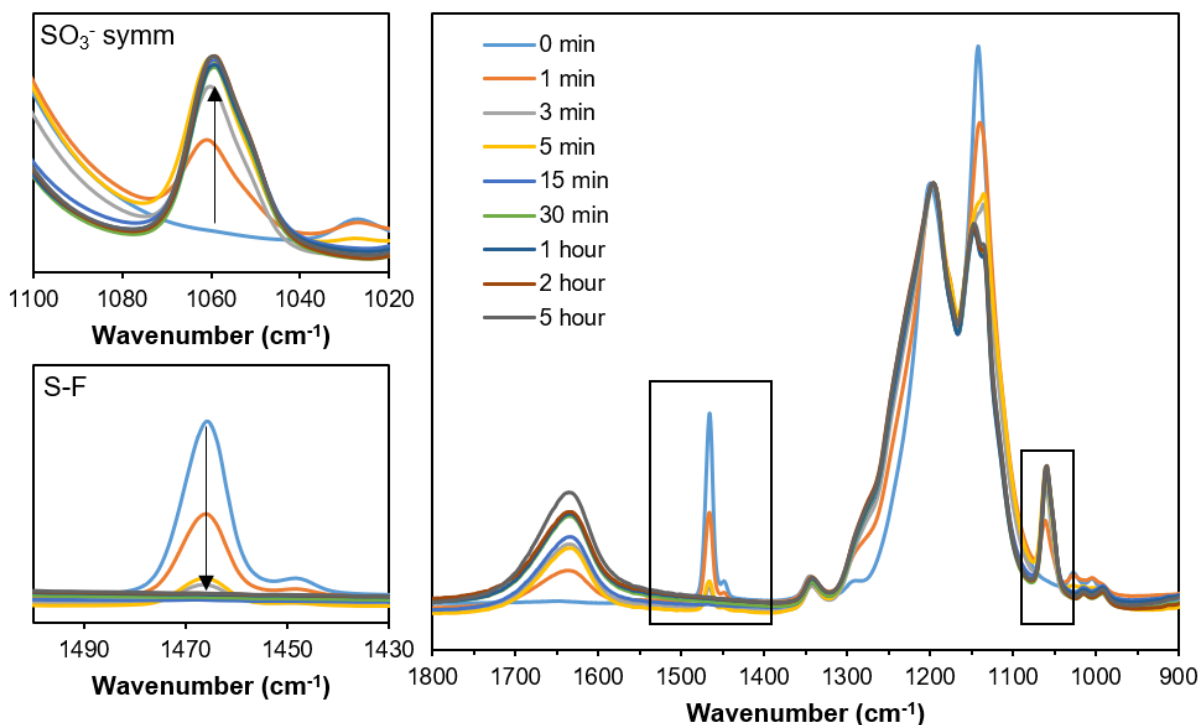 SO₃⁻ symm
1100 1080 1060 1040 1020
Wavenumber (cm⁻¹)
S-F
1490 1470 1450 1430
Wavenumber (cm⁻¹)
0 min
1 min
3 min
5 min
15 min
30 min
1 hour
2 hour
5 hour
1800 1700 1600 1500 1400 1300 1200 1100 1000 900
Wavenumber (cm⁻¹)